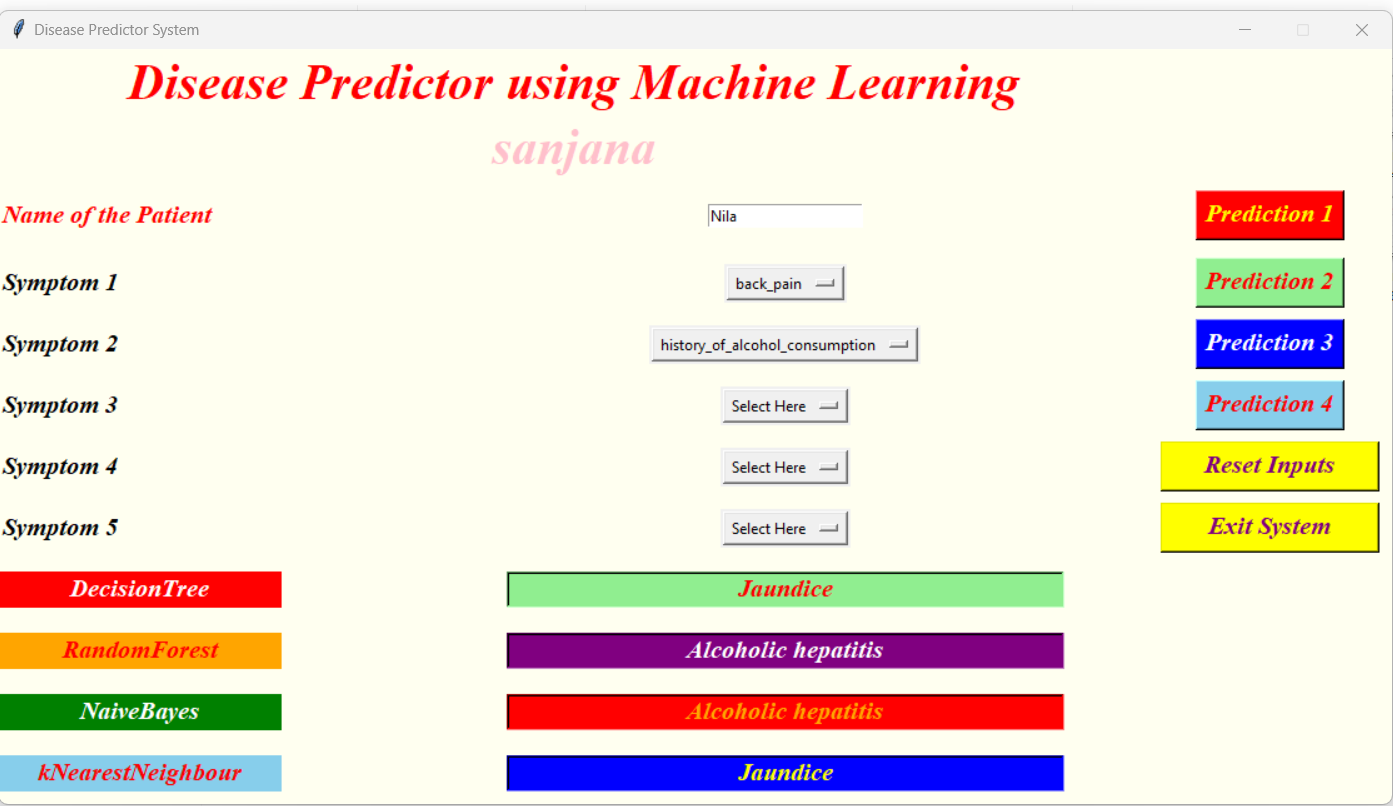 Disease Predictor System
Disease Predictor using Machine Learning
sanjana
Name of the Patient Nila Prediction 1
Symptom 1 back_pain Prediction 2
Symptom 2 history_of_alcohol_consumption Prediction 3
Symptom 3 Select Here Prediction 4
Symptom 4 Select Here Reset Inputs
Symptom 5 Select Here Exit System
DecisionTree Jaundice
RandomForest Alcoholic hepatitis
NaiveBayes Alcoholic hepatitis
kNearestNeighbour Jaundice